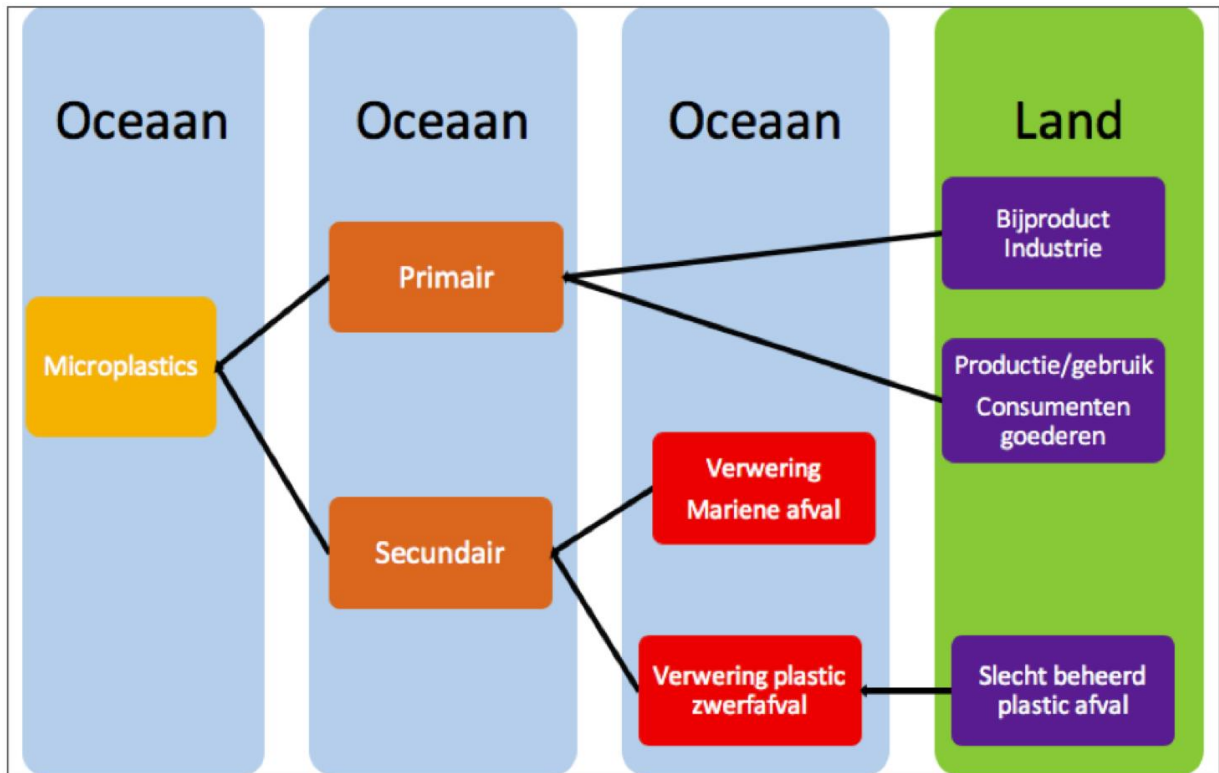 Oceaan
Oceaan
Oceaan
Land
Microplastics
Primair
Secundair
Verwering
Mariene afval
Verwering plastic
zwerfafval
Bijproduct
Industrie
Productie/gebruik
Consumenten
goederen
Slecht beheerd
plastic afval